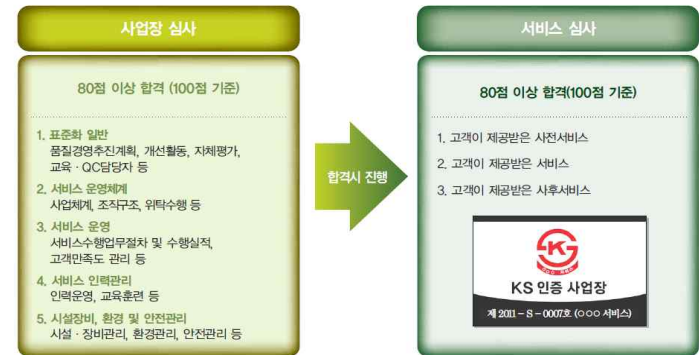 사업장 심사
80점 이상 합격 (100점 기준)
1. 표준화 일반
품질경영추진계획, 개선활동, 자체평가,
교육 · QC담당자 등
2. 서비스 운영체계
사업체계, 조직구조, 위탁수행 등
3. 서비스 운영
서비스수행업무절차 및 수행실적,
고객만족도 관리 등
4. 서비스 인력관리
인력운영, 교육훈련 등
5. 시설장비, 환경 및 안전관리
시설 · 장비관리, 환경관리, 안전관리 등
합격시 진행
서비스 심사
80점 이상 합격(100점 기준)
1. 고객이 제공받은 사전서비스
2. 고객이 제공받은 서비스
3. 고객이 제공받은 사후서비스
KS 인증 사업장
제 2011 – S – 0007호 (○○○ 서비스)